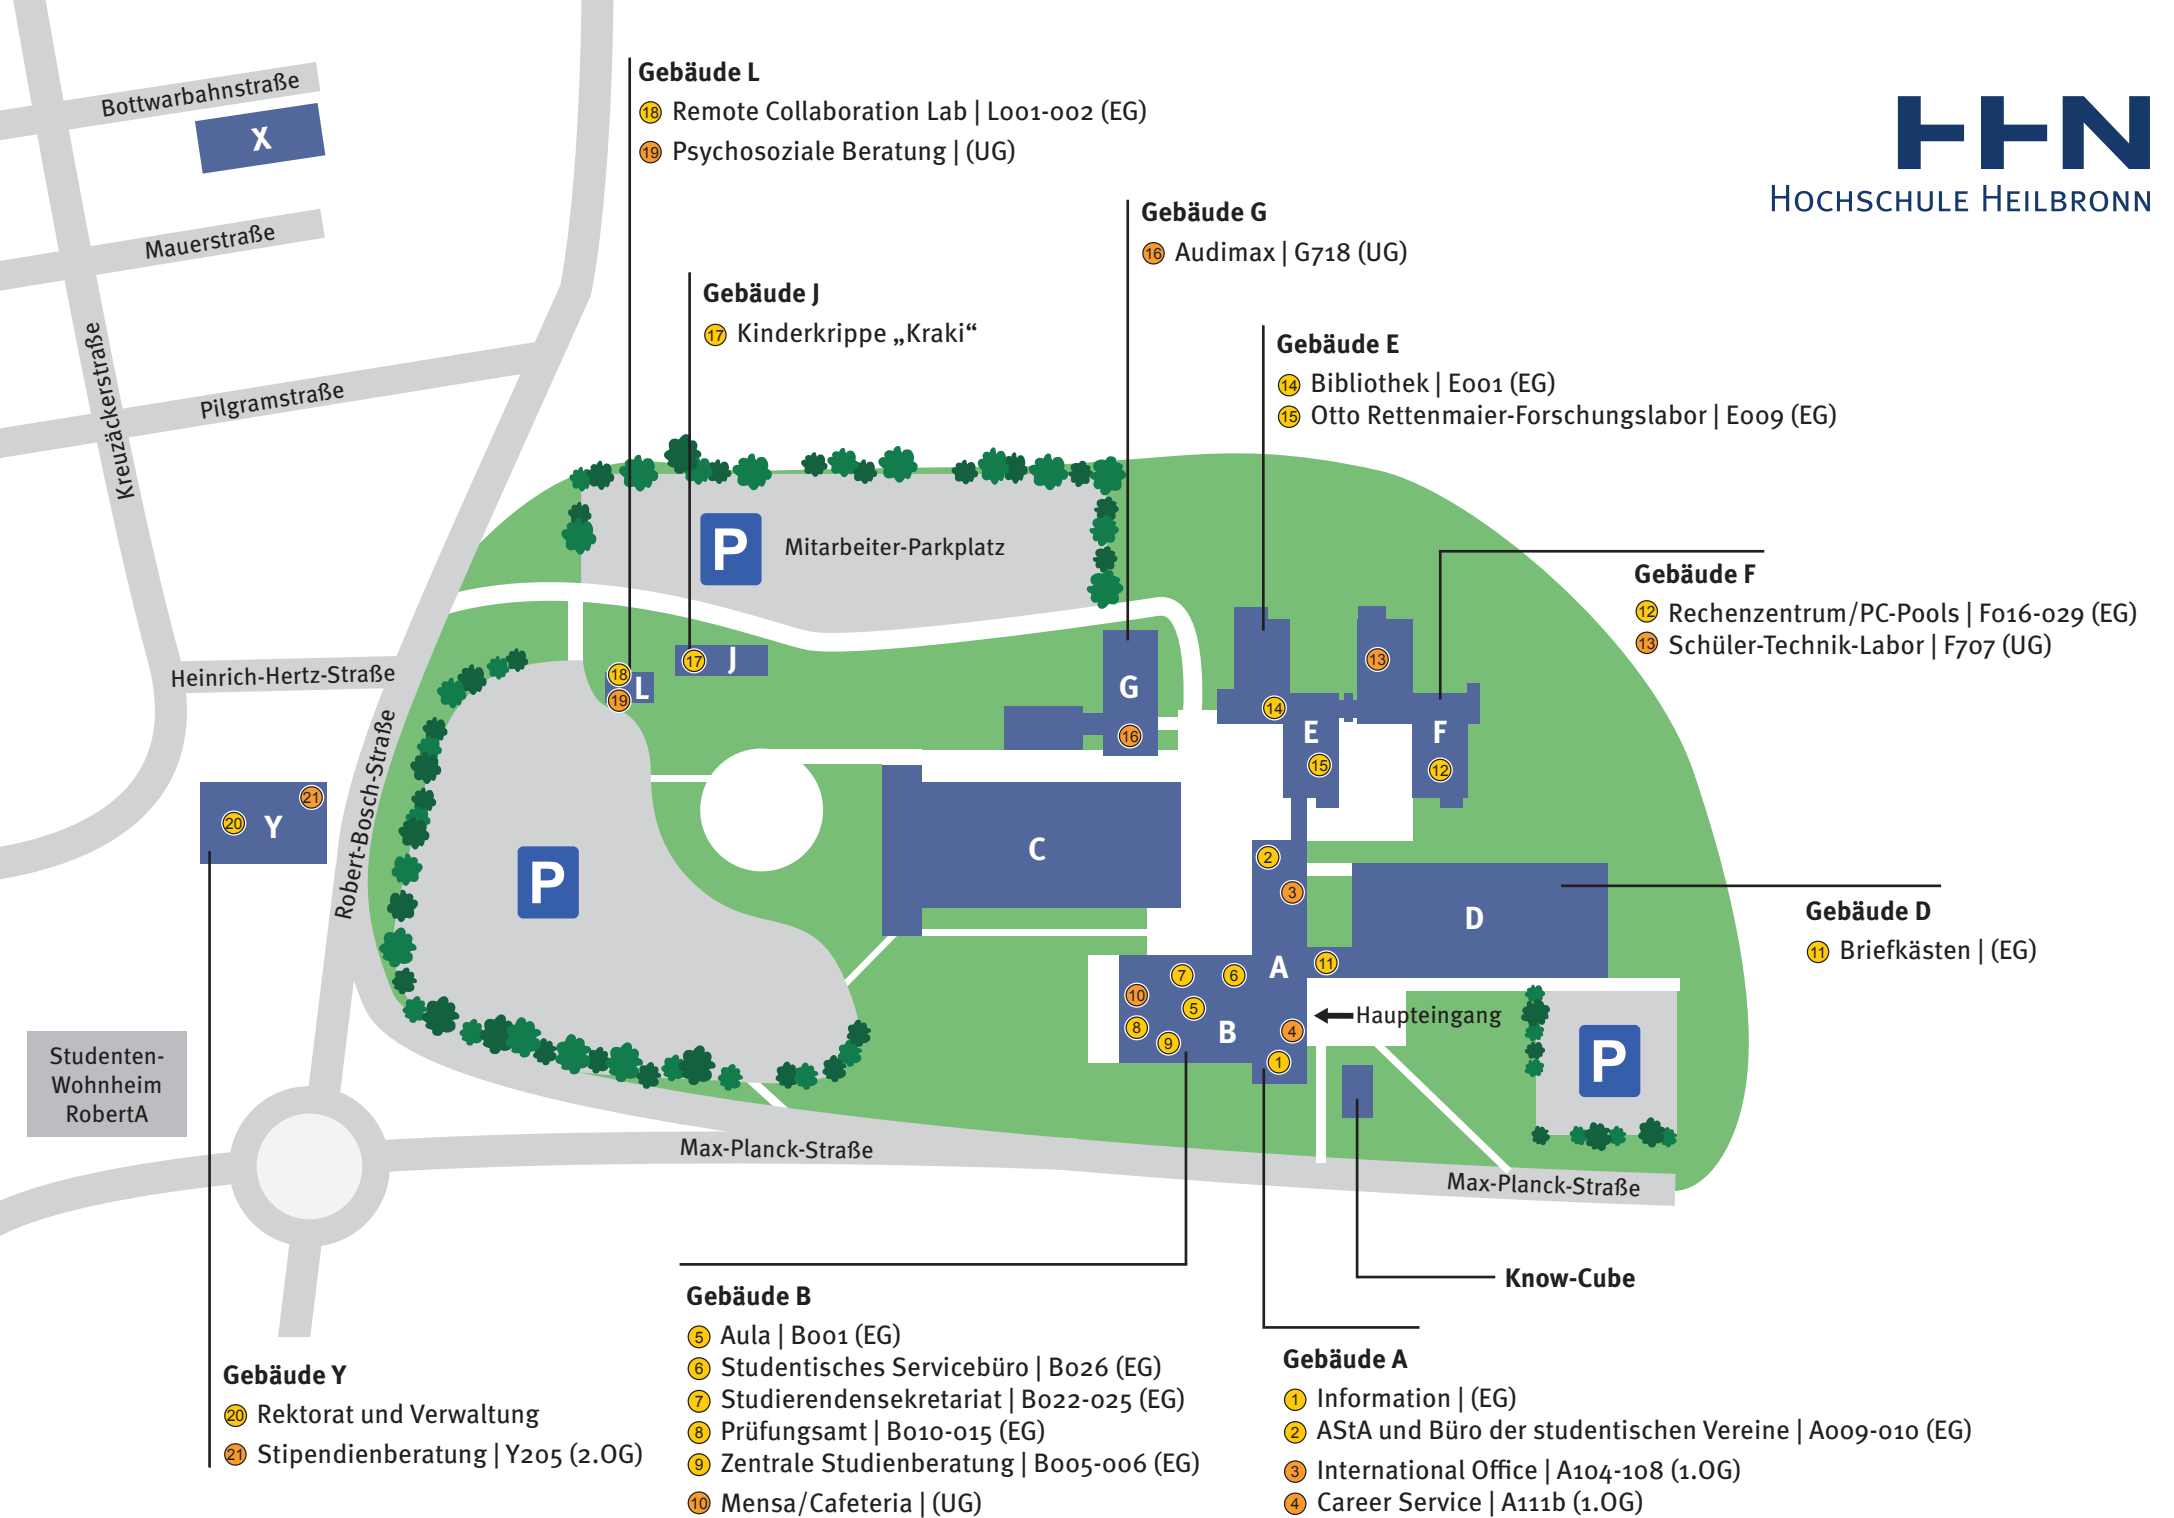 Bottwarbahnstraße
X
Mauerstraße
Kreuzäckerstraße
Pilgramstraße
Heinrich-Hertz-Straße
Robert-Bosch-Straße
Gebäude L
18 Remote Collaboration Lab | L001-002 (EG)
19 Psychosoziale Beratung | (UG)
HHN
HOCHSCHULE HEILBRONN
Gebäude G
16 Audimax | G718 (UG)
Gebäude J
17 Kinderkrippe „Kraki“
Gebäude E
14 Bibliothek | E001 (EG)
15 Otto Rettenmaier-Forschungslabor | E009 (EG)
P Mitarbeiter-Parkplatz
Gebäude F
12 Rechenzentrum/PC-Pools | F016-029 (EG)
13 Schüler-Technik-Labor | F707 (UG)
18
19
L
17 J
G
16
14
E
15
13
F
12
21
20 Y
P
C
2
3
D
Gebäude D
11 Briefkästen | (EG)
A
11
7
6
10
5
8
B
9
4
1
Haupteingang
P
Studenten-
Wohnheim
RobertA
Max-Planck-Straße
Max-Planck-Straße
Know-Cube
Gebäude B
5 Aula | B001 (EG)
6 Studentisches Servicebüro | B026 (EG)
7 Studierendensekretariat | B022-025 (EG)
8 Prüfungsamt | B010-015 (EG)
9 Zentrale Studienberatung | B005-006 (EG)
10 Mensa/Cafeteria | (UG)
Gebäude A
1 Information | (EG)
2 AStA und Büro der studentischen Vereine | A009-010 (EG)
3 International Office | A104-108 (1.OG)
4 Career Service | A111b (1.OG)
Gebäude Y
20 Rektorat und Verwaltung
21 Stipendienberatung | Y205 (2.OG)